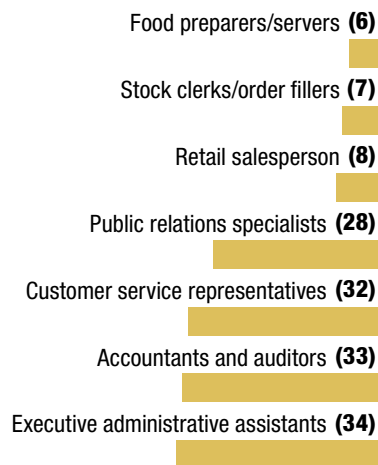 Food preparers/servers (6)
Stock clerks/order fillers (7)
Retail salesperson (8)
Public relations specialists (28)
Customer service representatives (32)
Accountants and auditors (33)
Executive administrative assistants (34)